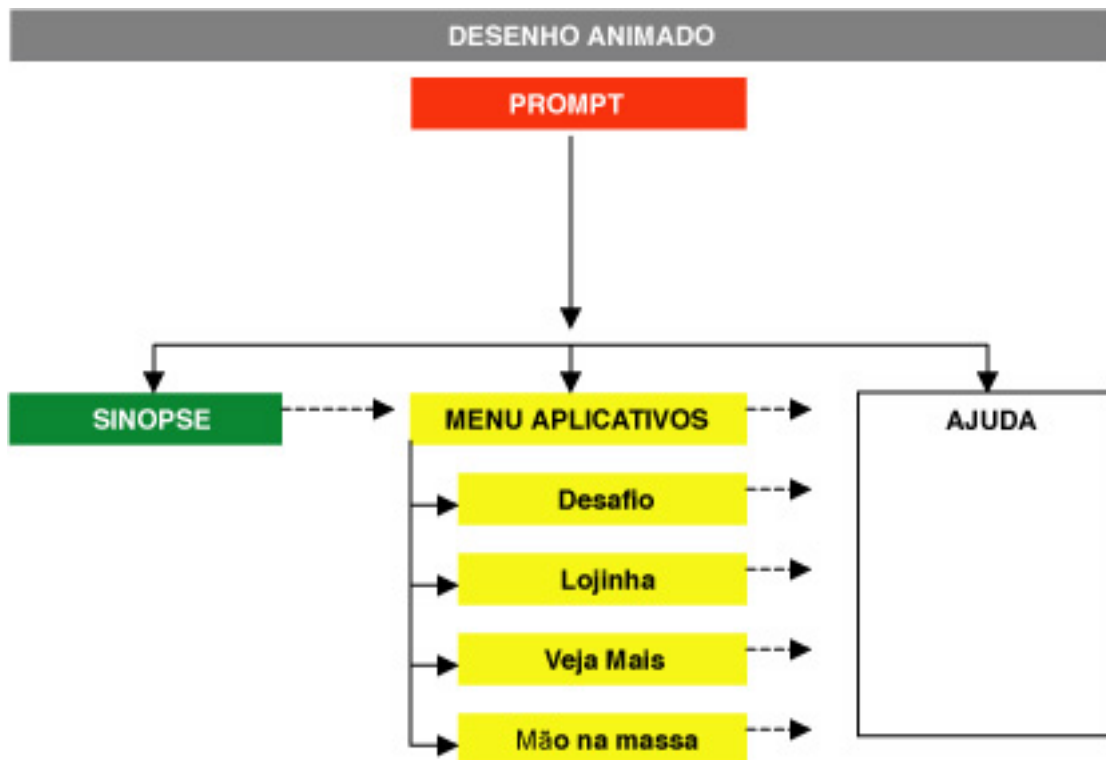 DESENHO ANIMADO
PROMPT
SINOPSE
MENU APLICATIVOS
AJUDA
Desafio
Lojinha
Veja Mais
Mão na massa